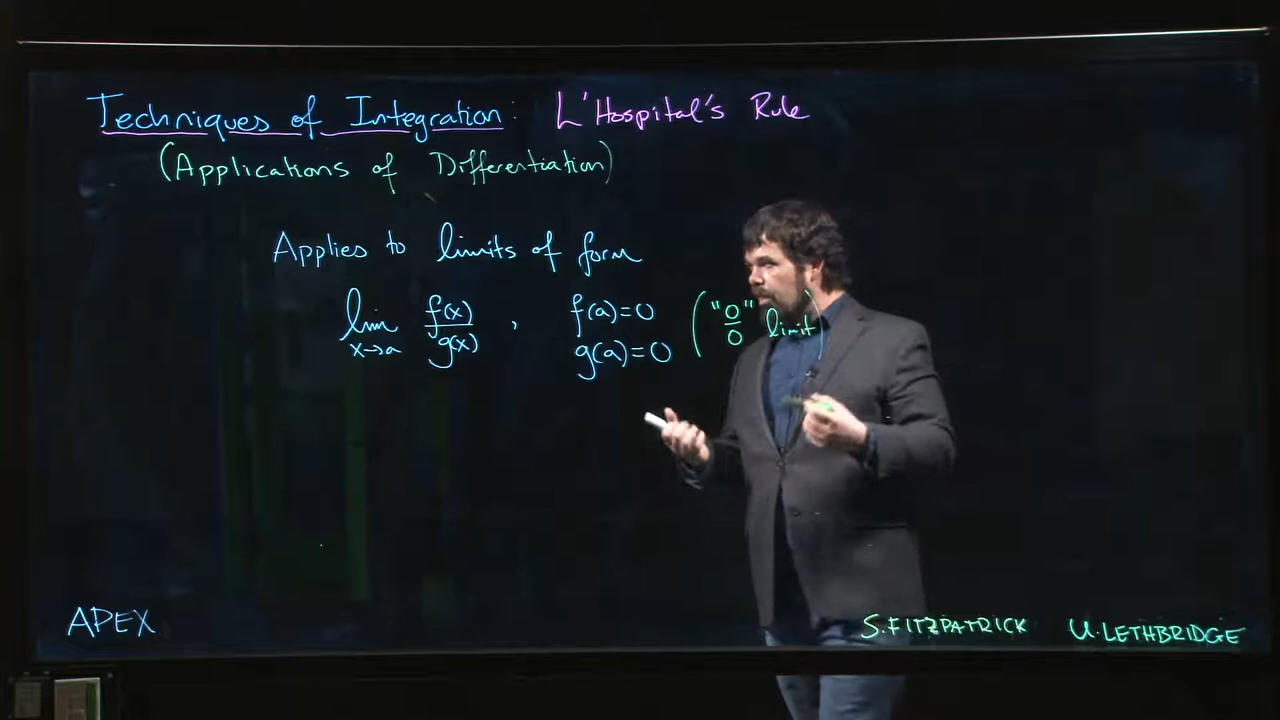 Techniques of Integration: L'Hospital's Rule
(Applications of Differentiation)
Applies to limits of form
lim x→a f(x)/g(x) , f(a)=0 ("0/0" limit)
g(a)=0
APEX
S.FITZPATRICK U.LETHBRIDGE